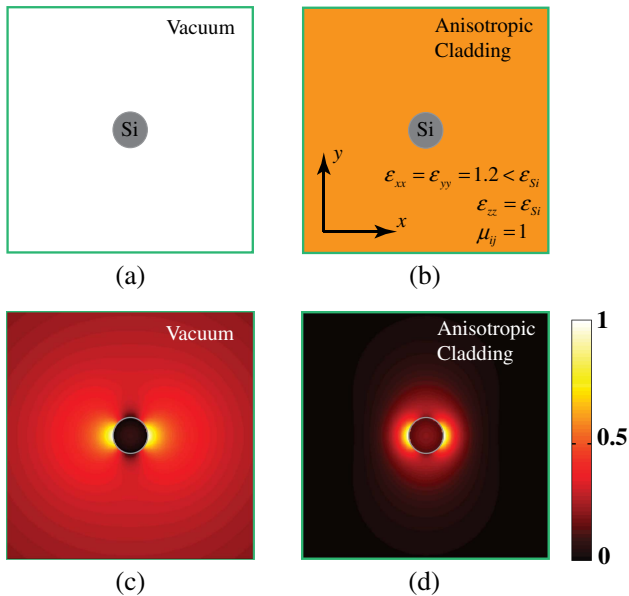 Vacuum
Si
(a)
Anisotropic
Cladding
Si
y
x
ε_xx = ε_yy = 1.2 < ε_Si
ε_zz = ε_Si
μ_ij = 1
(b)
Vacuum
(c)
Anisotropic
Cladding
(d)
1
0.5
0